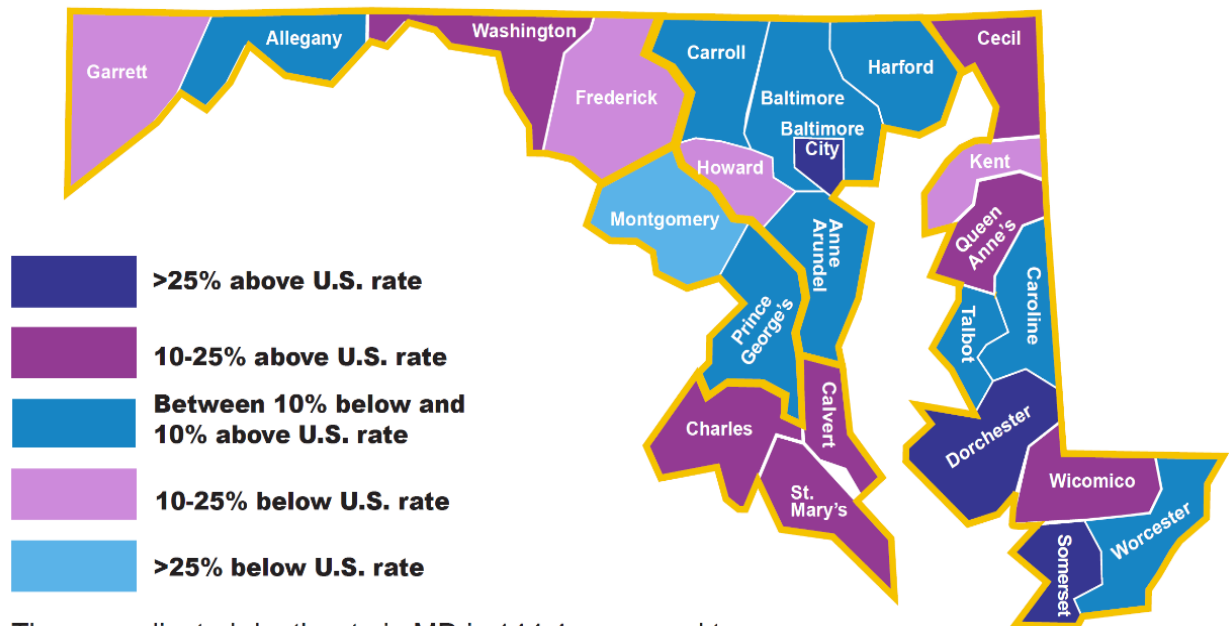 Garrett
Allegany
Washington
Frederick
Carroll
Baltimore
Baltimore
City
Harford
Cecil
Howard
Montgomery
Kent
Queen
Anne's
Anne
Arundel
Prince
George's
Caroline
Talbot
Calvert
Charles
St.
Mary's
Dorchester
Wicomico
Somerset
Worcester
>25% above U.S. rate
10-25% above U.S. rate
Between 10% below and
10% above U.S. rate
10-25% below U.S. rate
>25% below U.S. rate